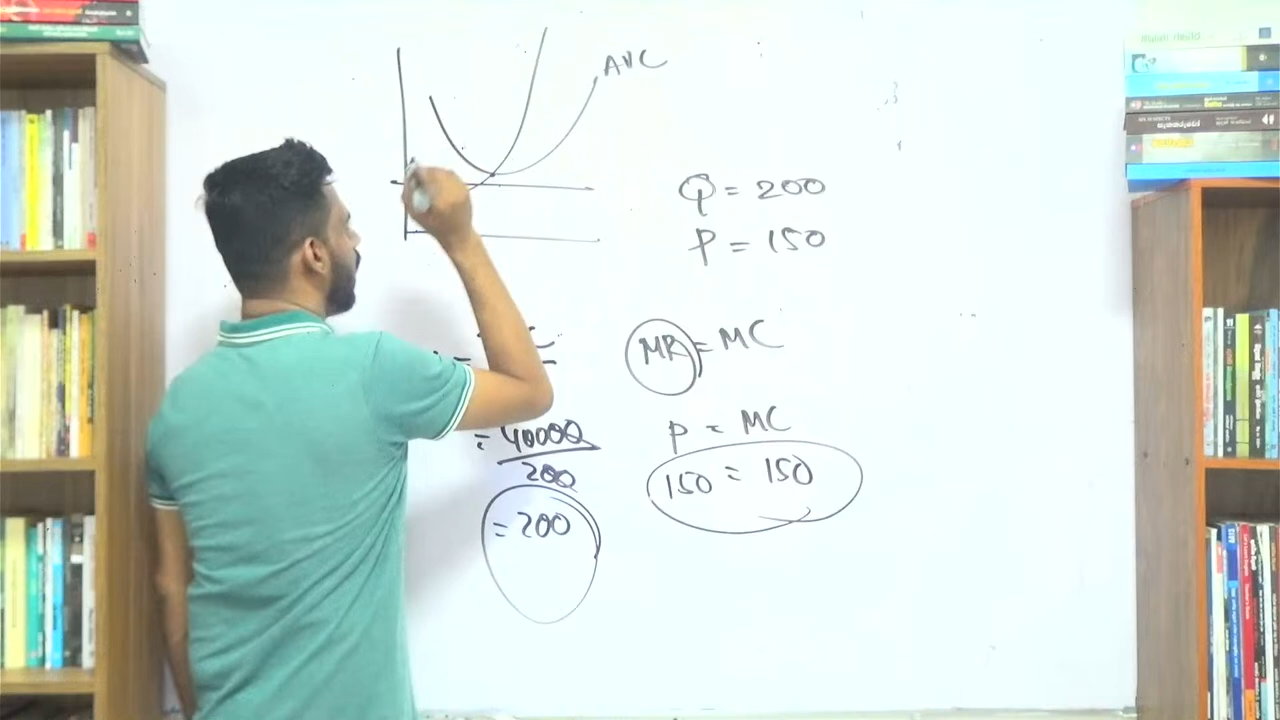 AVC
Q = 200
P = 150
MR = MC
= 40000
200
= 200
P = MC
150 = 150